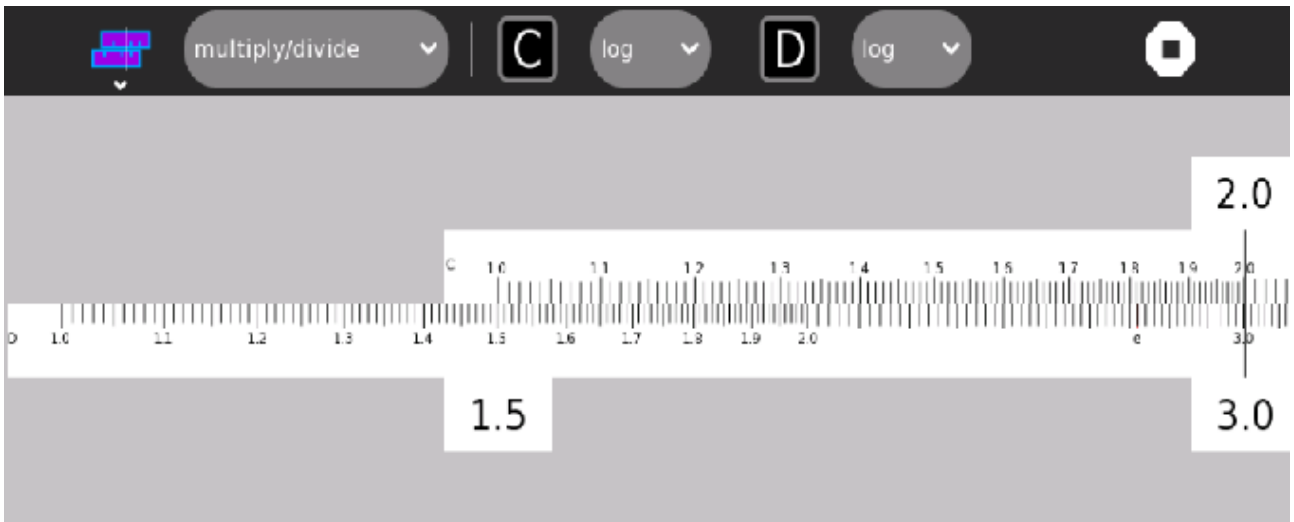 multiply/divide C log D log
2.0
C 1.0 1.1 1.2 1.3 1.4 1.5 1.6 1.7 1.8 1.9 2.0
D 1.0 1.1 1.2 1.3 1.4 1.5 1.6 1.7 1.8 1.9 2.0 e 3.0
1.5 3.0